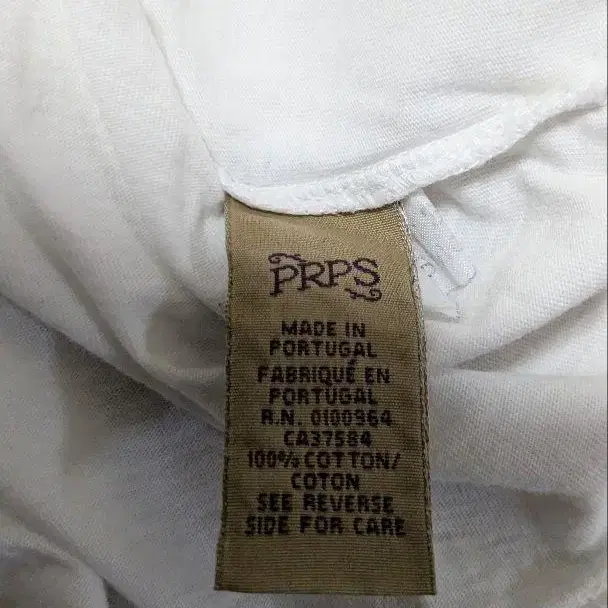 PRPS
MADE IN
PORTUGAL
FABRIQUÉ EN
PORTUGAL
R.N. 0100964
CA37584
100% COTTON/
COTON
SEE REVERSE
SIDE FOR CARE